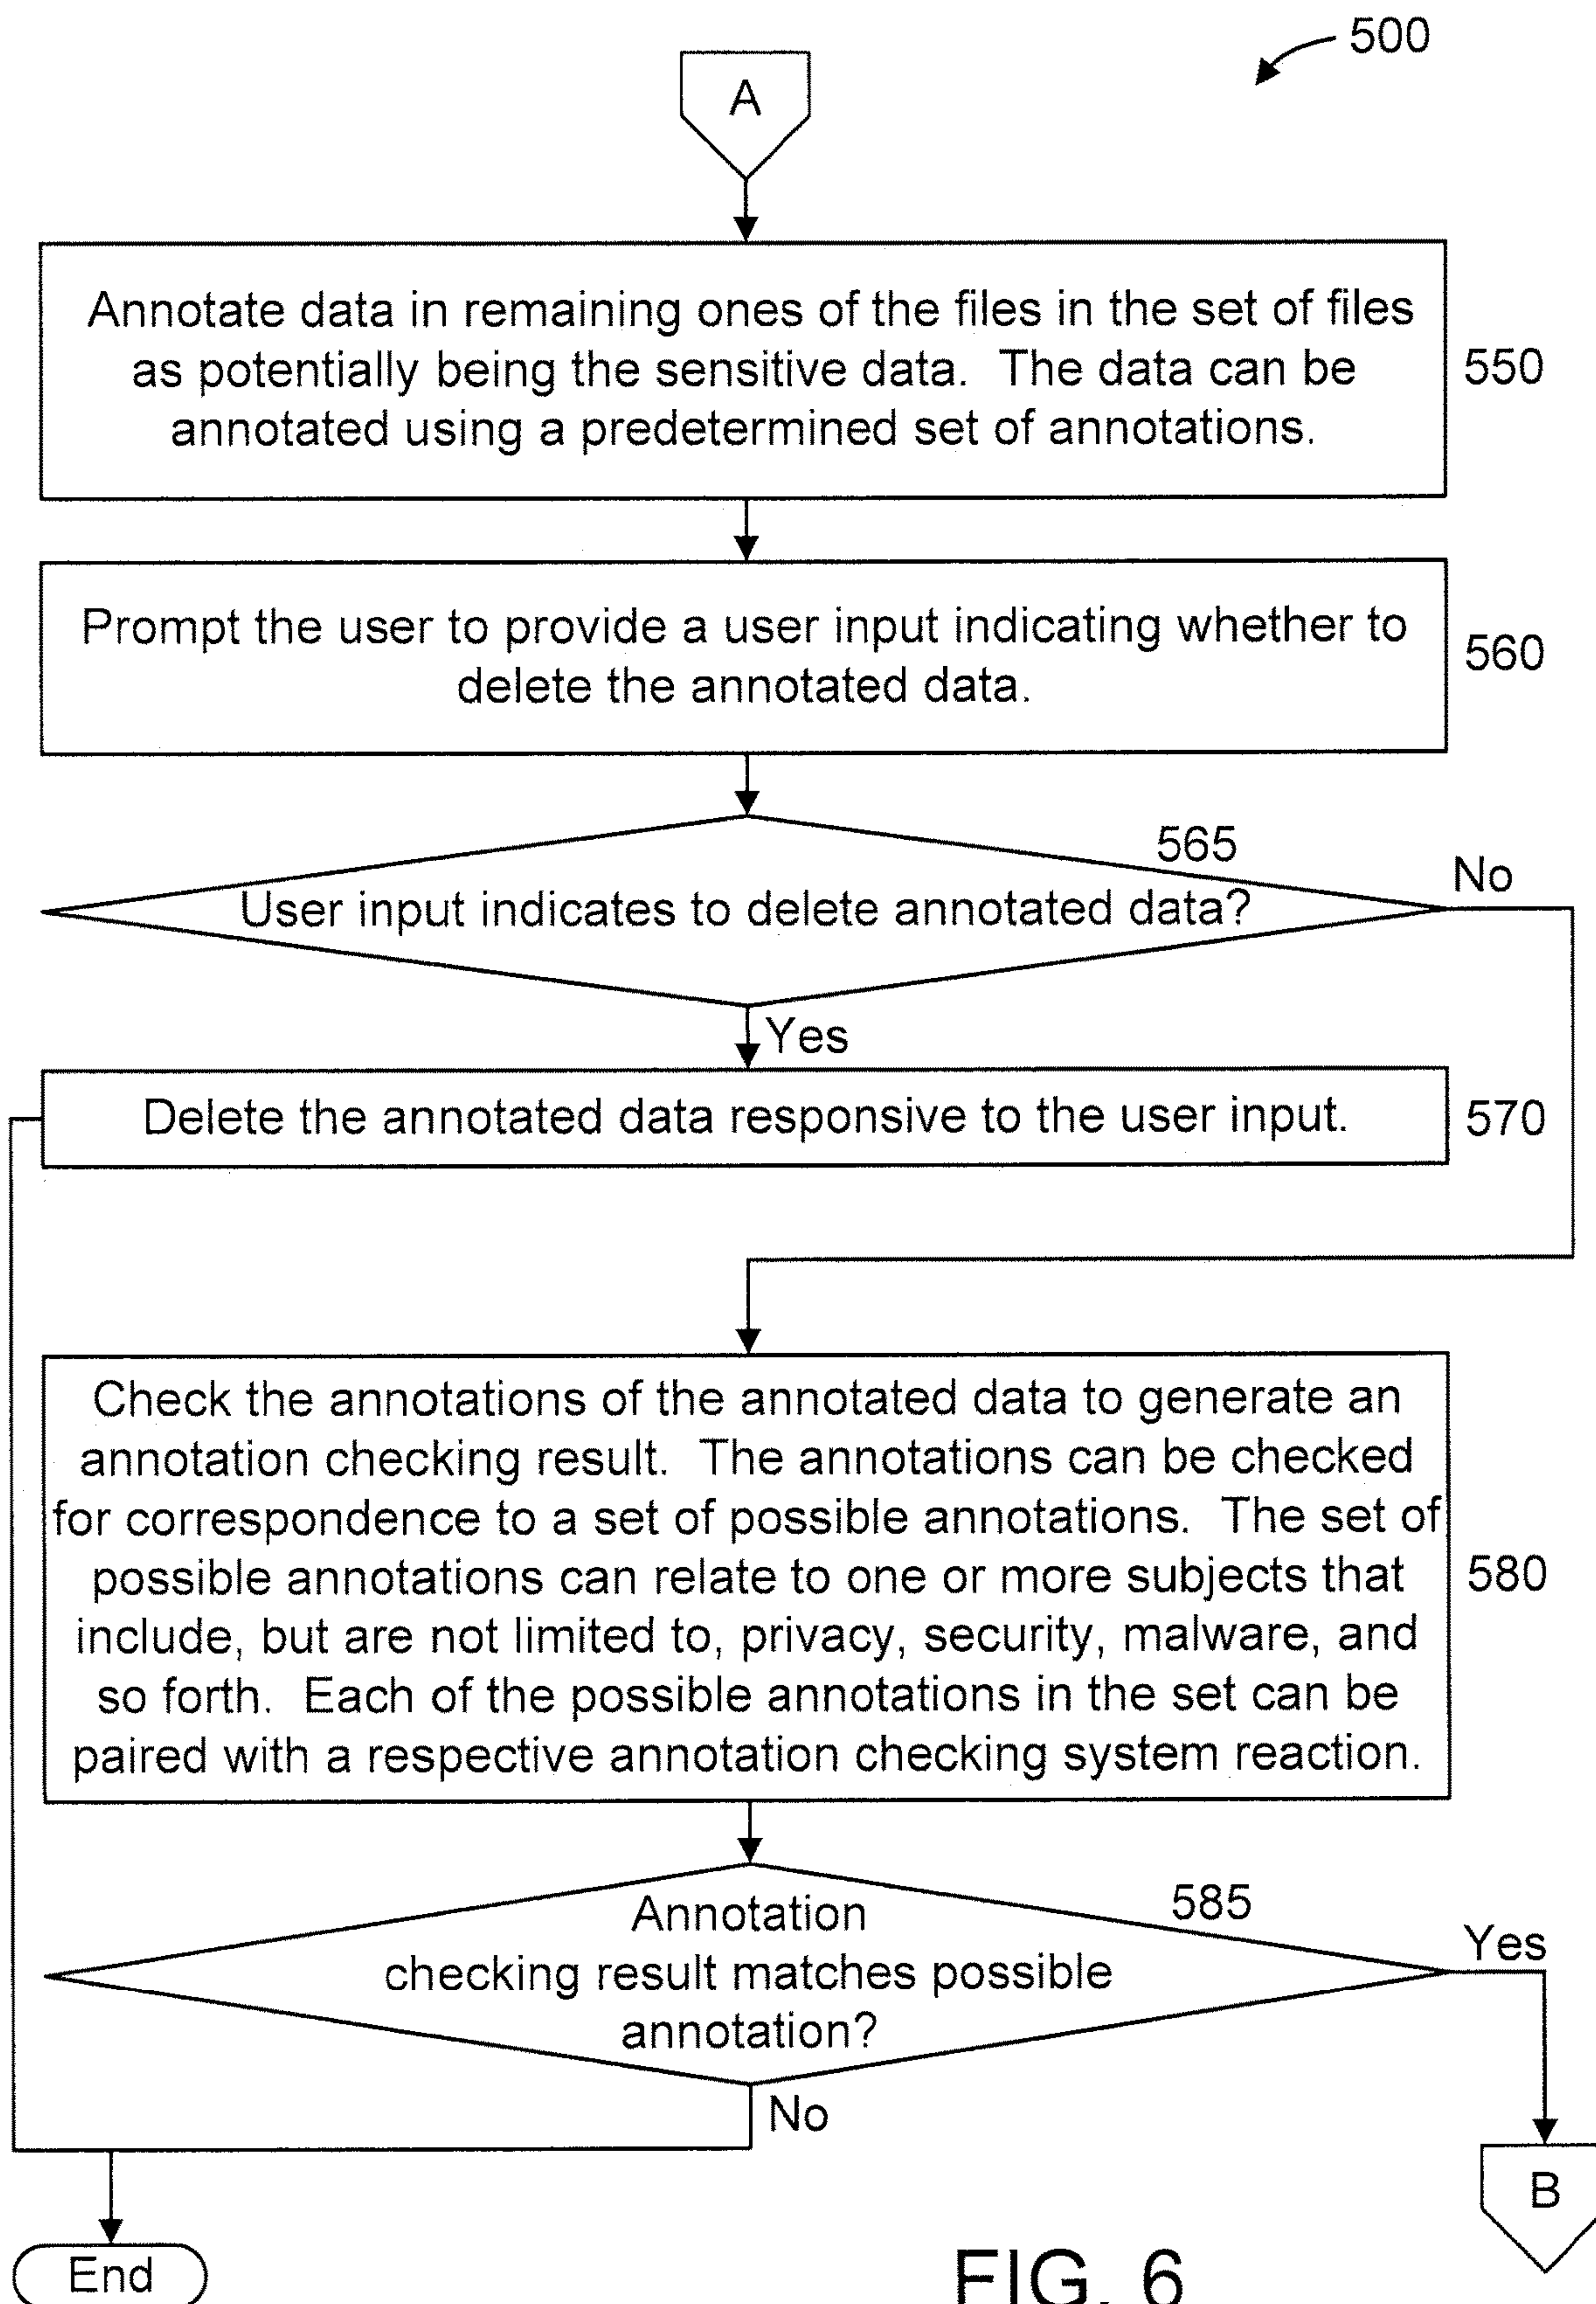 500
A
Annotate data in remaining ones of the files in the set of files
as potentially being the sensitive data. The data can be
annotated using a predetermined set of annotations.
550
Prompt the user to provide a user input indicating whether to
delete the annotated data.
560
565
No
User input indicates to delete annotated data?
Yes
Delete the annotated data responsive to the user input.
570
Check the annotations of the annotated data to generate an
annotation checking result. The annotations can be checked
for correspondence to a set of possible annotations. The set of
possible annotations can relate to one or more subjects that
include, but are not limited to, privacy, security, malware, and
so forth. Each of the possible annotations in the set can be
paired with a respective annotation checking system reaction.
580
585
Annotation
checking result matches possible
annotation?
Yes
No
B
End
FIG. 6